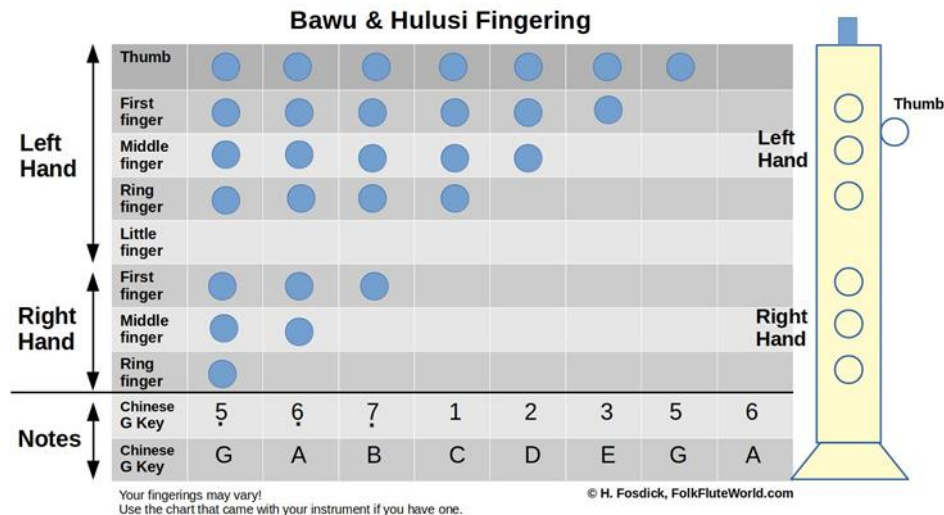 Bawu & Hulusi Fingering
Left
Hand
Thumb
First
finger
Middle
finger
Ring
finger
Little
finger
Right
Hand
First
finger
Middle
finger
Ring
finger
Notes
Chinese
G Key
5̣ 6̣ 7̣ 1 2 3 5 6
Chinese
G Key
G A B C D E G A
Your fingerings may vary!
Use the chart that came with your instrument if you have one.
© H. Fosdick, FolkFluteWorld.com
Thumb
Left
Hand
Right
Hand